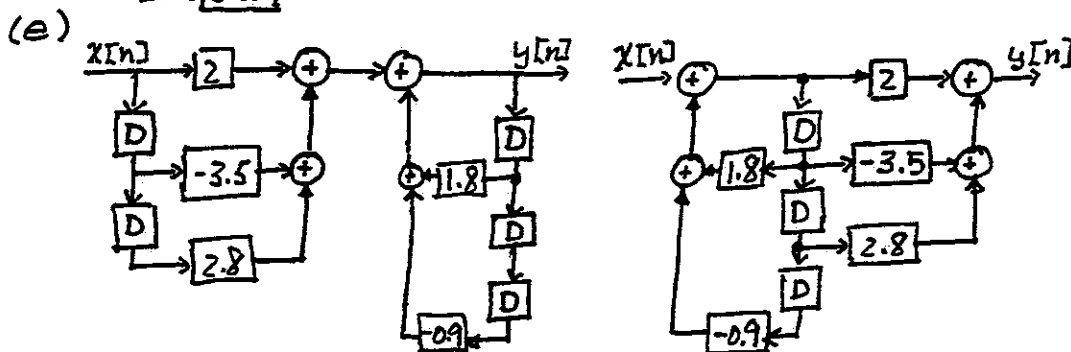 (e)
x[n] 2 + + y[n]
D
-3.5 +
D
2.8
D
+ 1.8
D
D
-0.9
x[n] + 2 + y[n]
D
+ 1.8 -3.5 +
D
2.8
D
-0.9